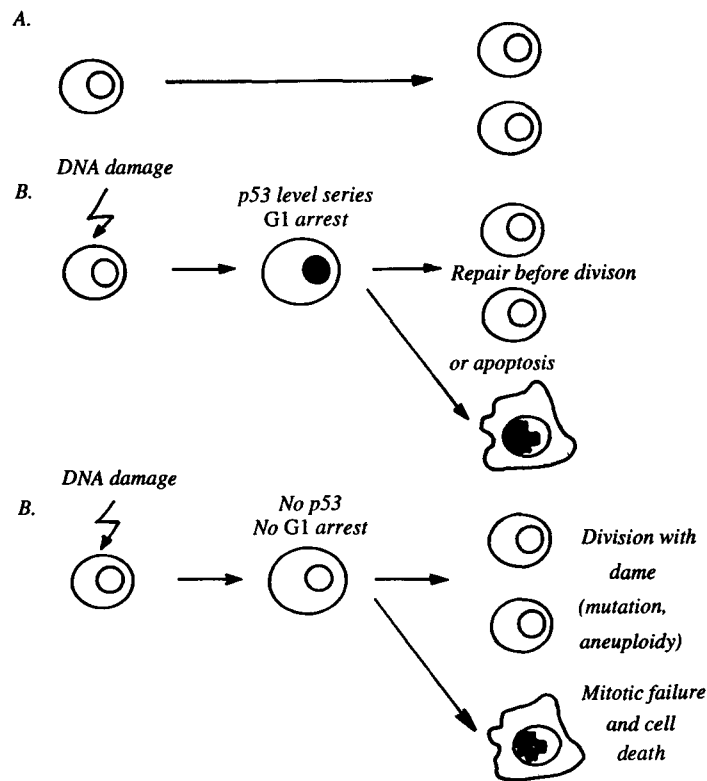 A.
DNA damage
B.
p53 level series
G1 arrest
Repair before divison
or apoptosis
DNA damage
B.
No p53
No G1 arrest
Division with
dame
(mutation,
aneuploidy)
Mitotic failure
and cell
death